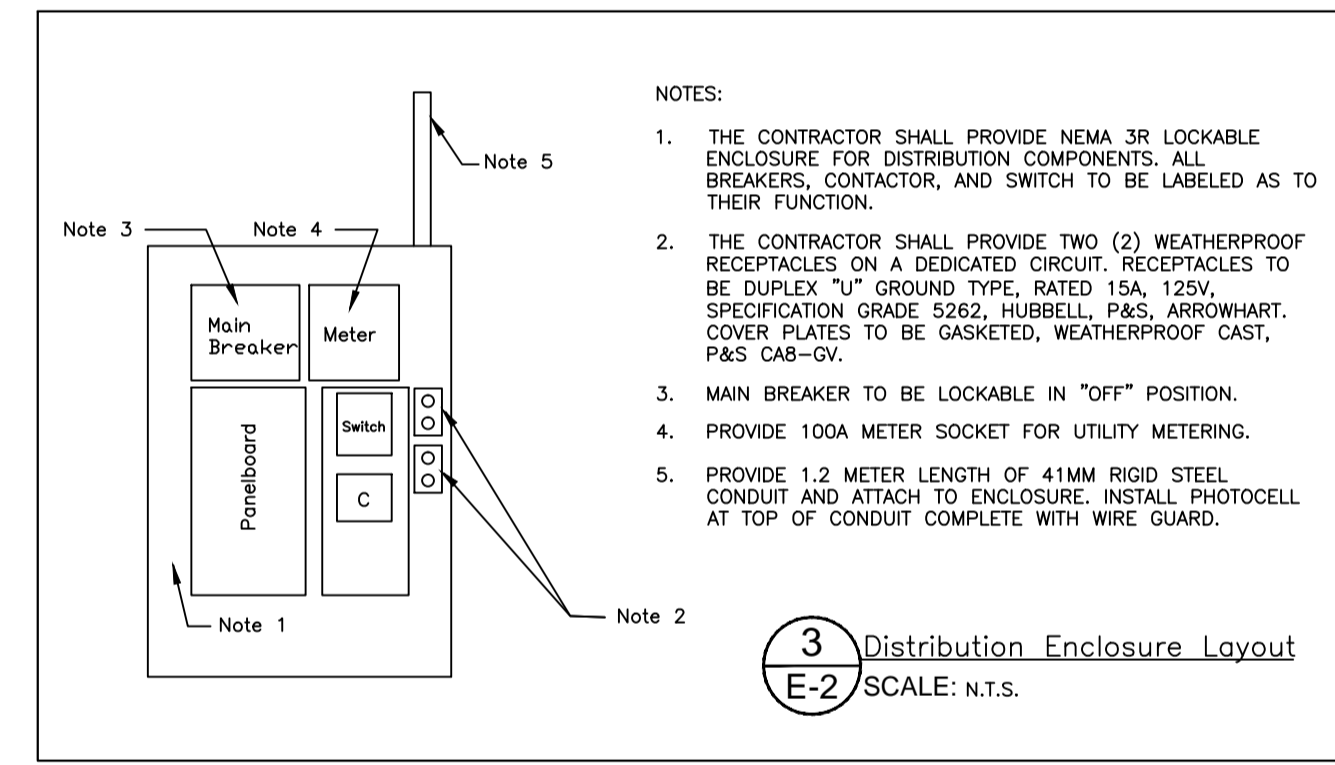 Note 5
Note 3
Note 4
Main
Breaker
Meter
Panelboard
Switch
C
Note 1
Note 2
NOTES:
1. THE CONTRACTOR SHALL PROVIDE NEMA 3R LOCKABLE
ENCLOSURE FOR DISTRIBUTION COMPONENTS. ALL
BREAKERS, CONTACTOR, AND SWITCH TO BE LABELED AS TO
THEIR FUNCTION.
2. THE CONTRACTOR SHALL PROVIDE TWO (2) WEATHERPROOF
RECEPTACLES ON A DEDICATED CIRCUIT. RECEPTACLES TO
BE DUPLEX "U" GROUND TYPE, RATED 15A, 125V,
SPECIFICATION GRADE 5262, HUBBELL, P&S, ARROWHART.
COVER PLATES TO BE GASKETED, WEATHERPROOF CAST,
P&S CA8-GV.
3. MAIN BREAKER TO BE LOCKABLE IN "OFF" POSITION.
4. PROVIDE 100A METER SOCKET FOR UTILITY METERING.
5. PROVIDE 1.2 METER LENGTH OF 41MM RIGID STEEL
CONDUIT AND ATTACH TO ENCLOSURE. INSTALL PHOTOCELL
AT TOP OF CONDUIT COMPLETE WITH WIRE GUARD.
3 Distribution Enclosure Layout
E-2 SCALE: N.T.S.